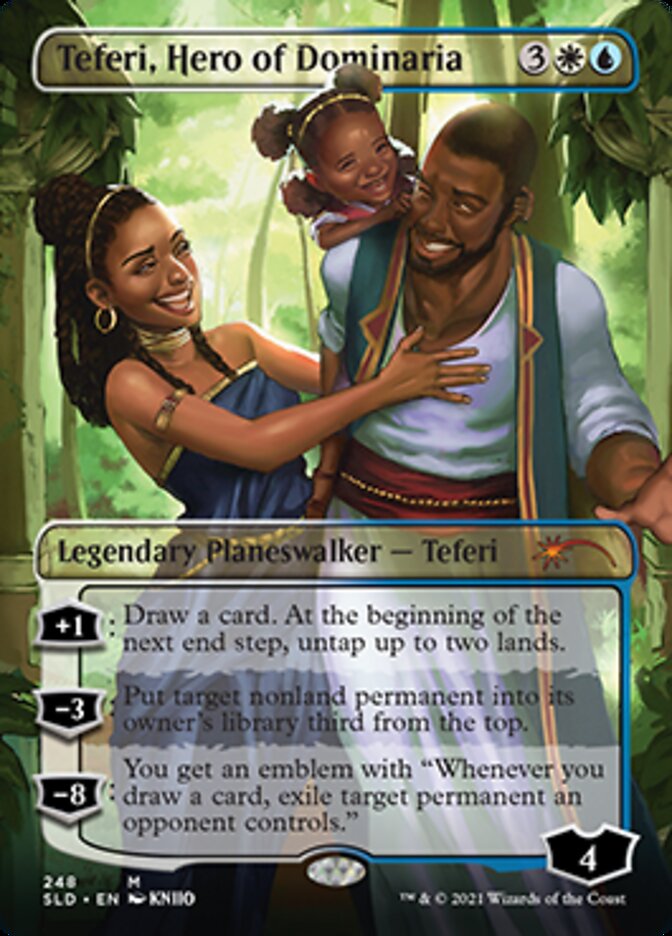 Teferi, Hero of Dominaria 3
Legendary Planeswalker — Teferi
+1: Draw a card. At the beginning of the
next end step, untap up to two lands.
-3: Put target nonland permanent into its
owner's library third from the top.
-8: You get an emblem with “Whenever you
draw a card, exile target permanent an
opponent controls.”
4
248 M
SLD • EN KNIIO
™ & © 2021 Wizards of the Coast